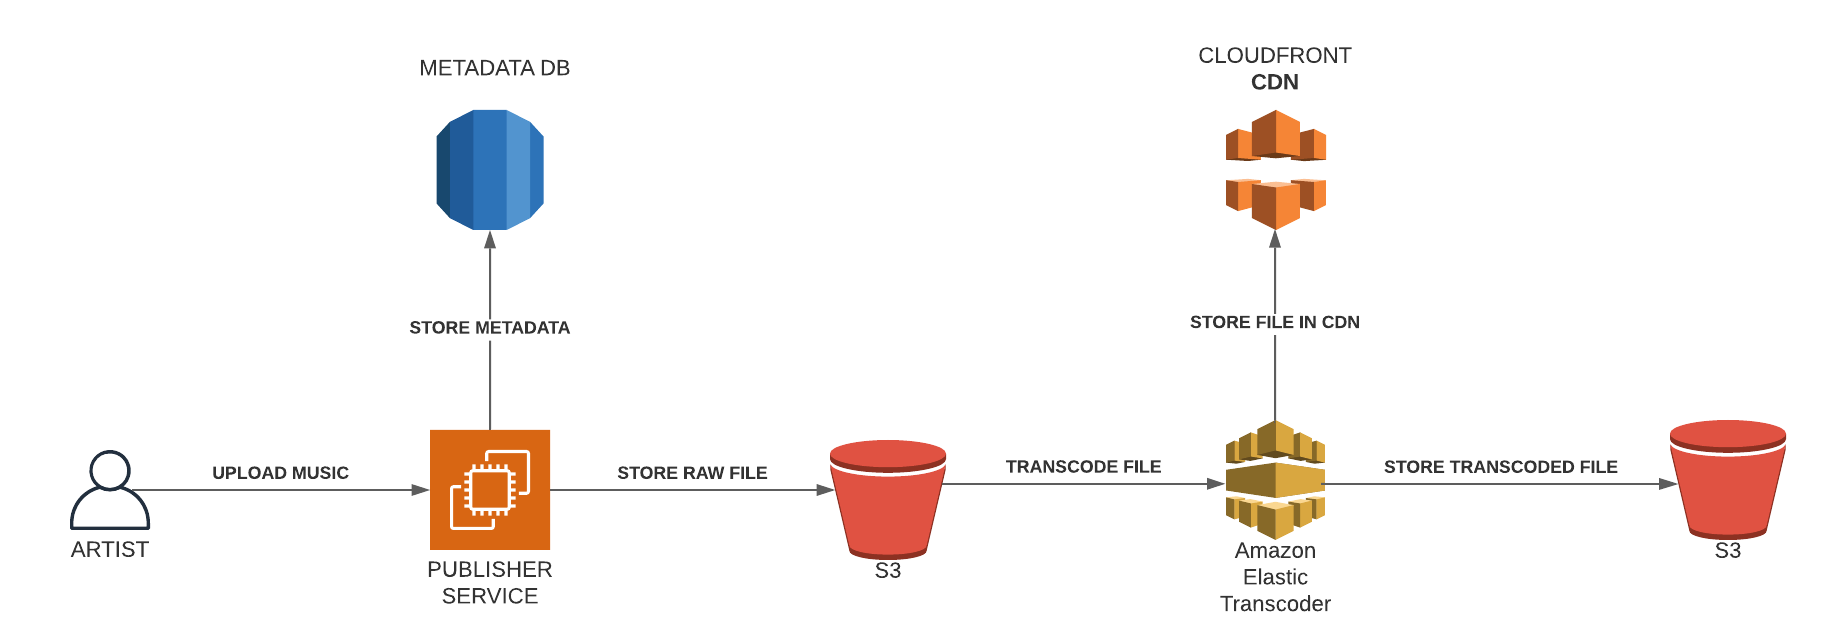 METADATA DB
CLOUDFRONT
CDN
STORE METADATA
STORE FILE IN CDN
UPLOAD MUSIC
STORE RAW FILE
TRANSCODE FILE
STORE TRANSCODED FILE
ARTIST
PUBLISHER
SERVICE
S3
Amazon
Elastic
Transcoder
S3